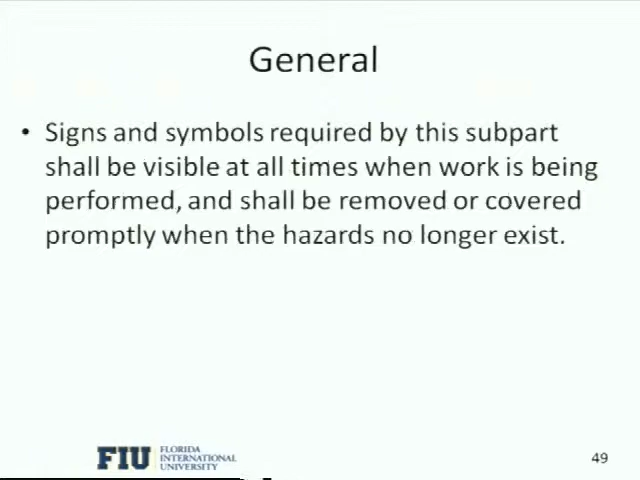 General
• Signs and symbols required by this subpart
shall be visible at all times when work is being
performed, and shall be removed or covered
promptly when the hazards no longer exist.
FIU
FLORIDA
INTERNATIONAL
UNIVERSITY
49